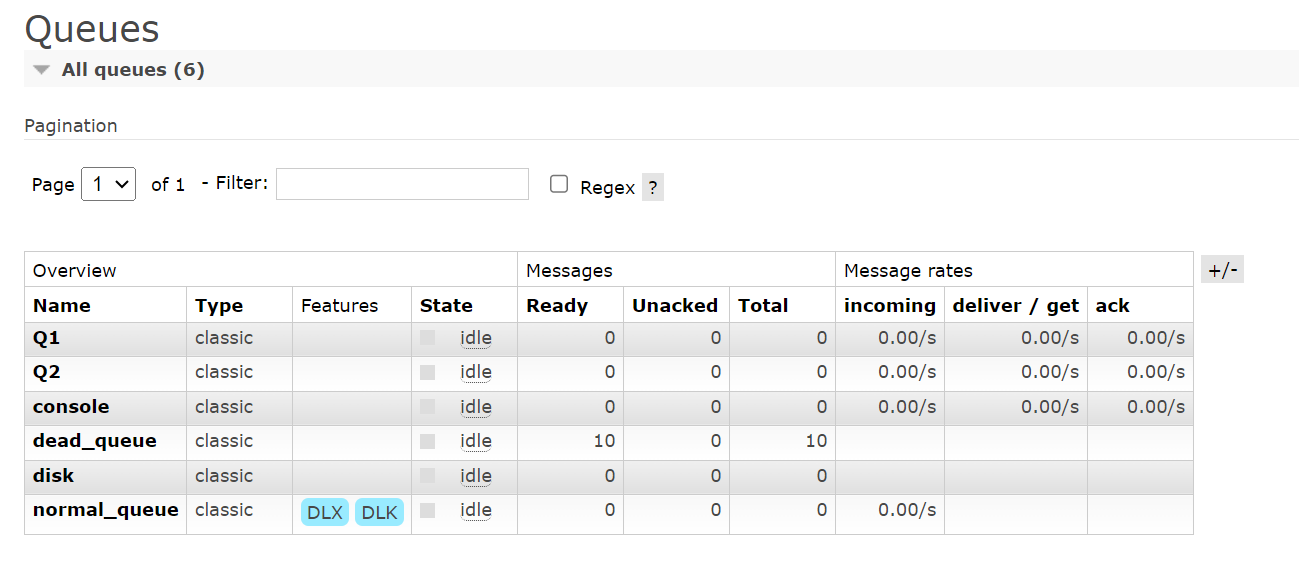 Queues
All queues (6)
Pagination
Page 1 of 1 - Filter: Regex ?
Overview Messages Message rates +/-
Name Type Features State Ready Unacked Total incoming deliver / get ack
Q1 classic idle 0 0 0 0.00/s 0.00/s 0.00/s
Q2 classic idle 0 0 0 0.00/s 0.00/s 0.00/s
console classic idle 0 0 0 0.00/s 0.00/s 0.00/s
dead_queue classic idle 10 0 10
disk classic idle 0 0 0
normal_queue classic DLX DLK idle 0 0 0 0.00/s